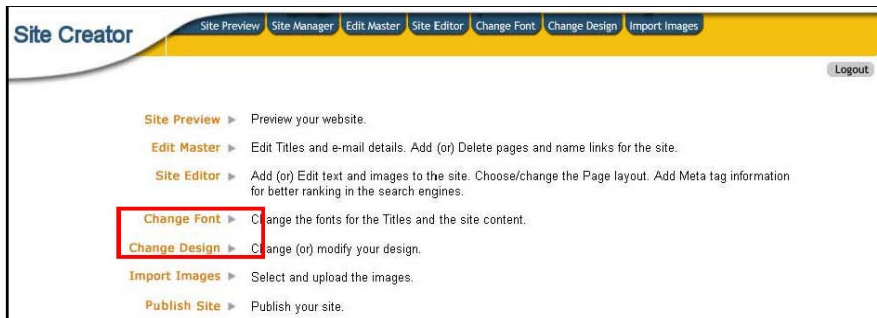 Site Creator
Site Preview Site Manager Edit Master Site Editor Change Font Change Design Import Images
Logout
Site Preview Preview your website.
Edit Master Edit Titles and e-mail details. Add (or) Delete pages and name links for the site.
Site Editor Add (or) Edit text and images to the site. Choose/change the Page layout. Add Meta tag information
for better ranking in the search engines.
Change Font Change the fonts for the Titles and the site content.
Change Design Change (or) modify your design.
Import Images Select and upload the images.
Publish Site Publish your site.